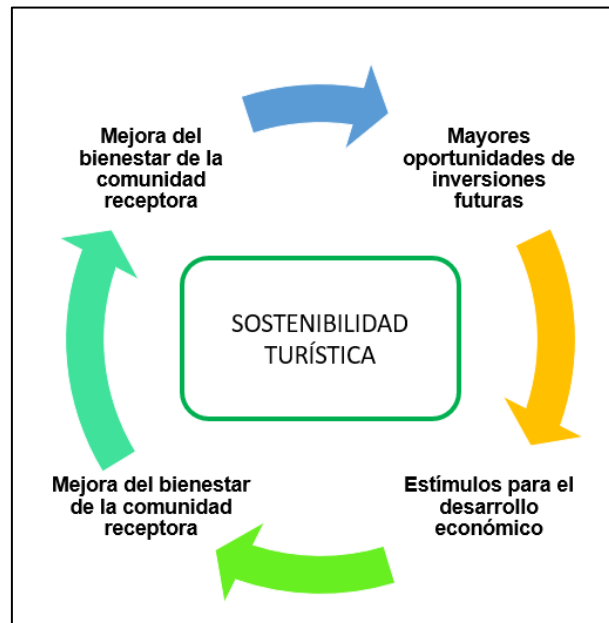 Mejora del
bienestar de la
comunidad
receptora
Mayores
oportunidades de
inversiones
futuras
SOSTENIBILIDAD
TURÍSTICA
Mejora del bienestar
de la comunidad
receptora
Estímulos para el
desarrollo
económico